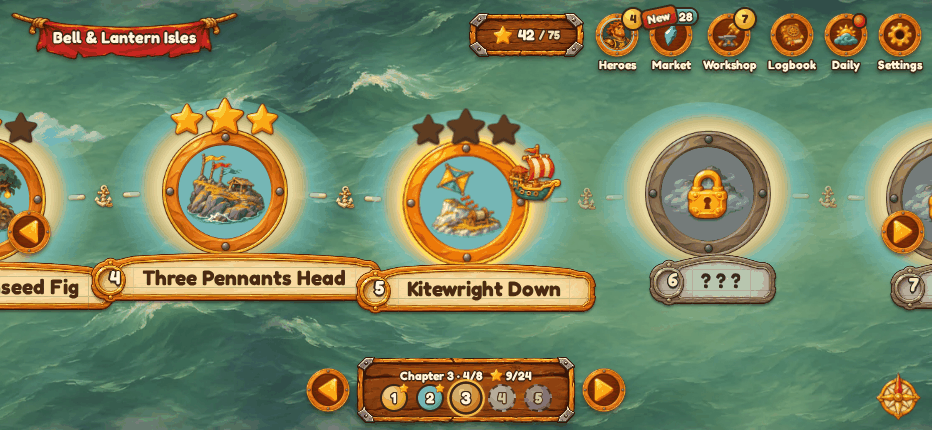 Bell & Lantern Isles
42 / 75
4
New
28
7
Heroes
Market
Workshop
Logbook
Daily
Settings
seed Fig
4
Three Pennants Head
5
Kitewright Down
6
???
7
Chapter 3 · 4/8 9/24
1
2
3
4
5